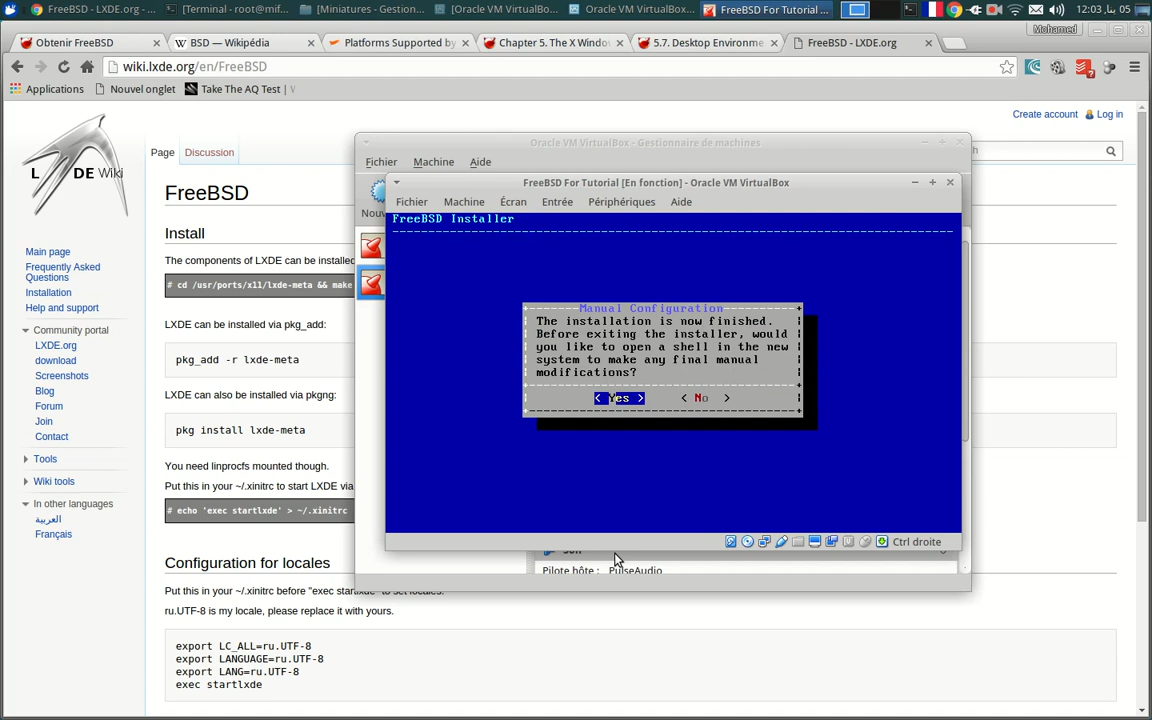 FreeBSD - LXDE.org - ...
[Terminal - root@mif...
[Miniatures - Gestion...
[Oracle VM VirtualBo...
Oracle VM VirtualBox...
FreeBSD For Tutorial ...
05 يناير, 12:03
Obtenir FreeBSD
BSD — Wikipédia
Platforms Supported by
Chapter 5. The X Windo
5.7. Desktop Environme
FreeBSD - LXDE.org
Mohamed
wiki.lxde.org/en/FreeBSD
Applications
Nouvel onglet
Take The AQ Test |
Create account
Log in
LXDE Wiki
Page
Discussion
FreeBSD
Install
The components of LXDE can be installed
# cd /usr/ports/x11/lxde-meta && make
LXDE can be installed via pkg_add:
pkg_add -r lxde-meta
LXDE can also be installed via pkgng:
pkg install lxde-meta
You need linprocfs mounted though.
Put this in your ~/.xinitrc to start LXDE via
# echo 'exec startlxde' > ~/.xinitrc
Configuration for locales
Put this in your ~/.xinitrc before "exec startlxde" to set locales.
ru.UTF-8 is my locale, please replace it with yours.
export LC_ALL=ru.UTF-8
export LANGUAGE=ru.UTF-8
export LANG=ru.UTF-8
exec startlxde
Main page
Frequently Asked
Questions
Installation
Help and support
Community portal
LXDE.org
download
Screenshots
Blog
Forum
Join
Contact
Tools
Wiki tools
In other languages
العربية
Français
Oracle VM VirtualBox - Gestionnaire de machines
Fichier
Machine
Aide
Nouv
FreeBSD For Tutorial [En fonction] - Oracle VM VirtualBox
Fichier
Machine
Écran
Entrée
Périphériques
Aide
FreeBSD Installer
Manual Configuration
The installation is now finished.
Before exiting the installer, would
you like to open a shell in the new
system to make any final manual
modifications?
< Yes >
< No >
Ctrl droite
Son
Pilote hôte : PulseAudio